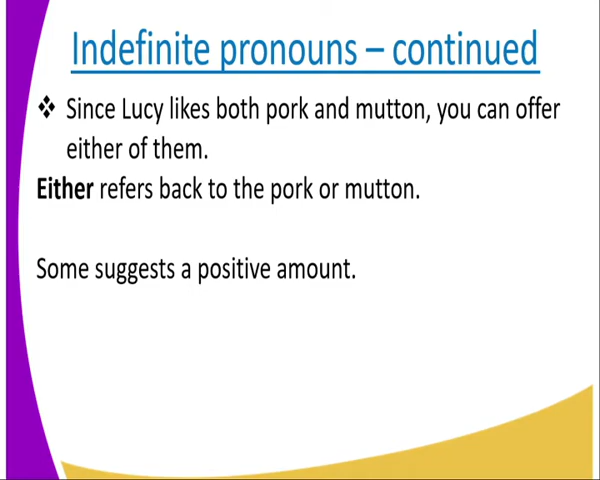 Indefinite pronouns – continued
❖ Since Lucy likes both pork and mutton, you can offer
either of them.
Either refers back to the pork or mutton.
Some suggests a positive amount.